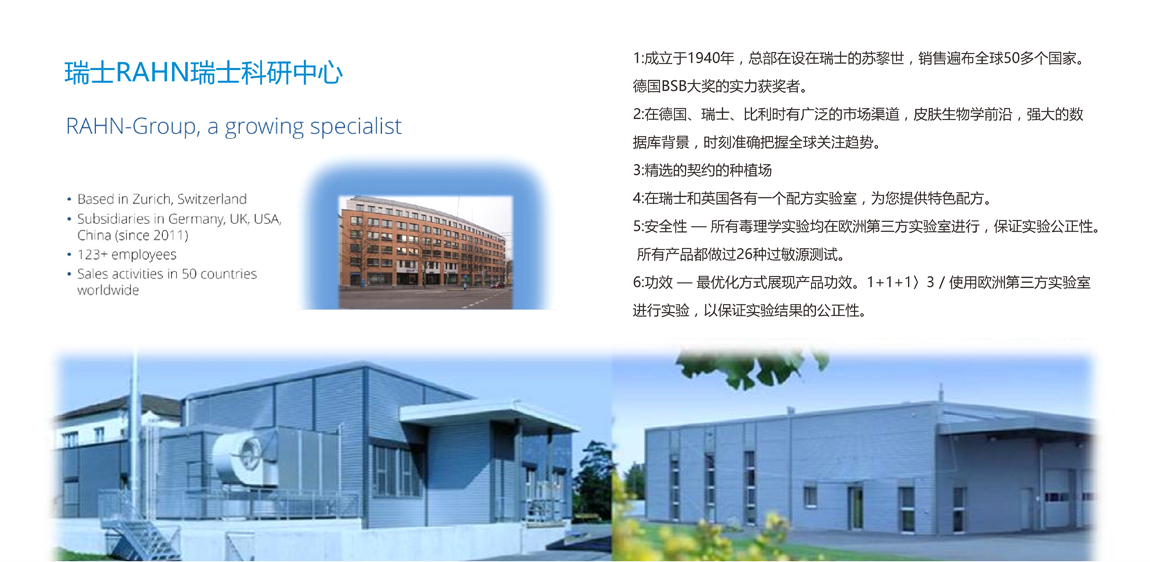 瑞士RAHN瑞士科研中心
RAHN-Group, a growing specialist
• Based in Zurich, Switzerland
• Subsidiaries in Germany, UK, USA,
China (since 2011)
• 123+ employees
• Sales activities in 50 countries
worldwide
1:成立于1940年，总部在设在瑞士的苏黎世，销售遍布全球50多个国家。
德国BSB大奖的实力获奖者。
2:在德国、瑞士、比利时有广泛的市场渠道，皮肤生物学前沿，强大的数
据库背景，时刻准确把握全球关注趋势。
3:精选的契约的种植场
4:在瑞士和英国各有一个配方实验室，为您提供特色配方。
5:安全性 — 所有毒理学实验均在欧洲第三方实验室进行，保证实验公正性。
所有产品都做过26种过敏源测试。
6:功效 — 最优化方式展现产品功效。1+1+1〉3 / 使用欧洲第三方实验室
进行实验，以保证实验结果的公正性。